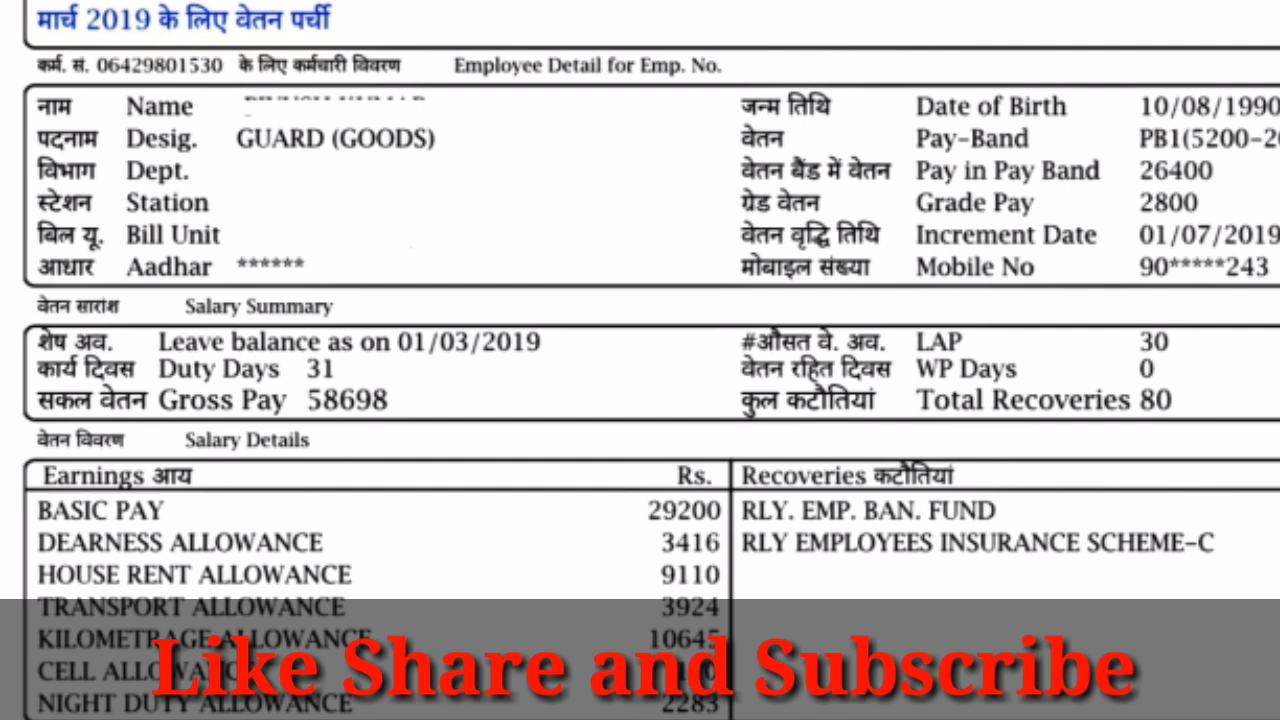 मार्च 2019 के लिए वेतन पर्ची
कर्म. सं. 06429801530 के लिए कर्मचारी विवरण Employee Detail for Emp. No.
नाम Name जन्म तिथि Date of Birth 10/08/1990
पदनाम Desig. GUARD (GOODS) वेतन Pay-Band PB1(5200-20
विभाग Dept. वेतन बैंड में वेतन Pay in Pay Band 26400
स्टेशन Station ग्रेड वेतन Grade Pay 2800
बिल यू. Bill Unit वेतन वृद्धि तिथि Increment Date 01/07/2019
आधार Aadhar ****** मोबाइल संख्या Mobile No 90*****243
वेतन सारांश Salary Summary
शेष अव. Leave balance as on 01/03/2019 #औसत वे. अव. LAP 30
कार्य दिवस Duty Days 31 वेतन रहित दिवस WP Days 0
सकल वेतन Gross Pay 58698 कुल कटौतियां Total Recoveries 80
वेतन विवरण Salary Details
Earnings आय Rs. Recoveries कटौतियां
BASIC PAY 29200 RLY. EMP. BAN. FUND
DEARNESS ALLOWANCE 3416 RLY EMPLOYEES INSURANCE SCHEME-C
HOUSE RENT ALLOWANCE 9110
TRANSPORT ALLOWANCE 3924
KILOMETRAGE ALLOWANCE 10645
CELL ALLOWANCE
NIGHT DUTY ALLOWANCE 2283
Like Share and Subscribe